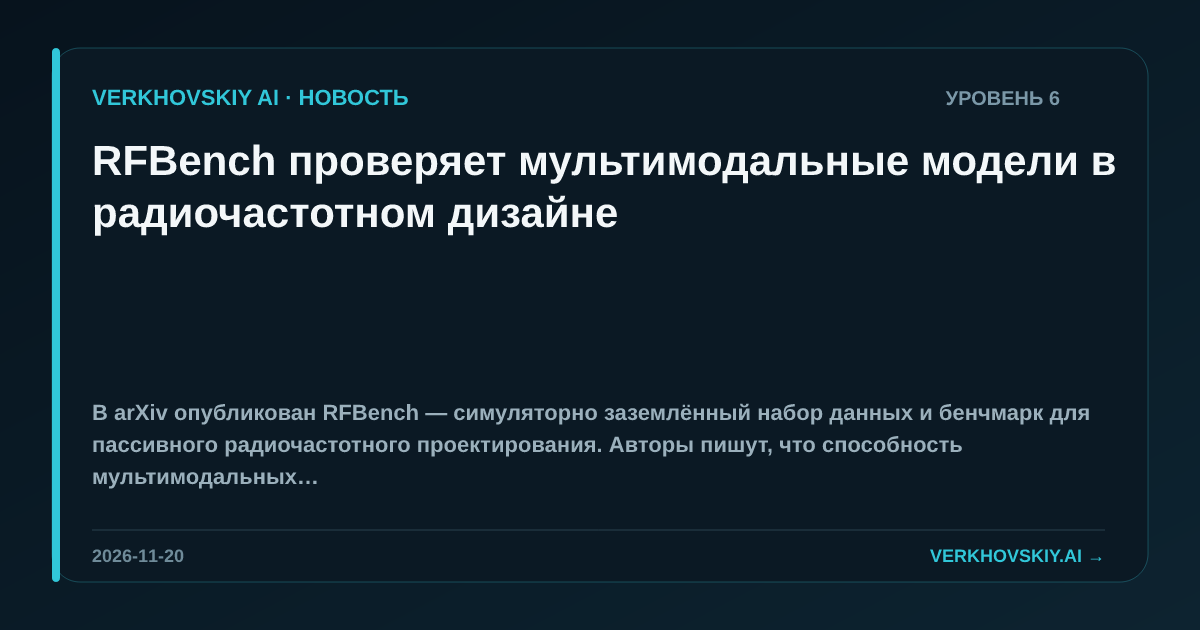 VERKHOVSKIY AI · НОВОСТЬ
УРОВЕНЬ 6
RFBench проверяет мультимодальные модели в
радиочастотном дизайне
В arXiv опубликован RFBench — симуляторно заземлённый набор данных и бенчмарк для
пассивного радиочастотного проектирования. Авторы пишут, что способность
мультимодальных…
2026-11-20
VERKHOVSKIY.AI →